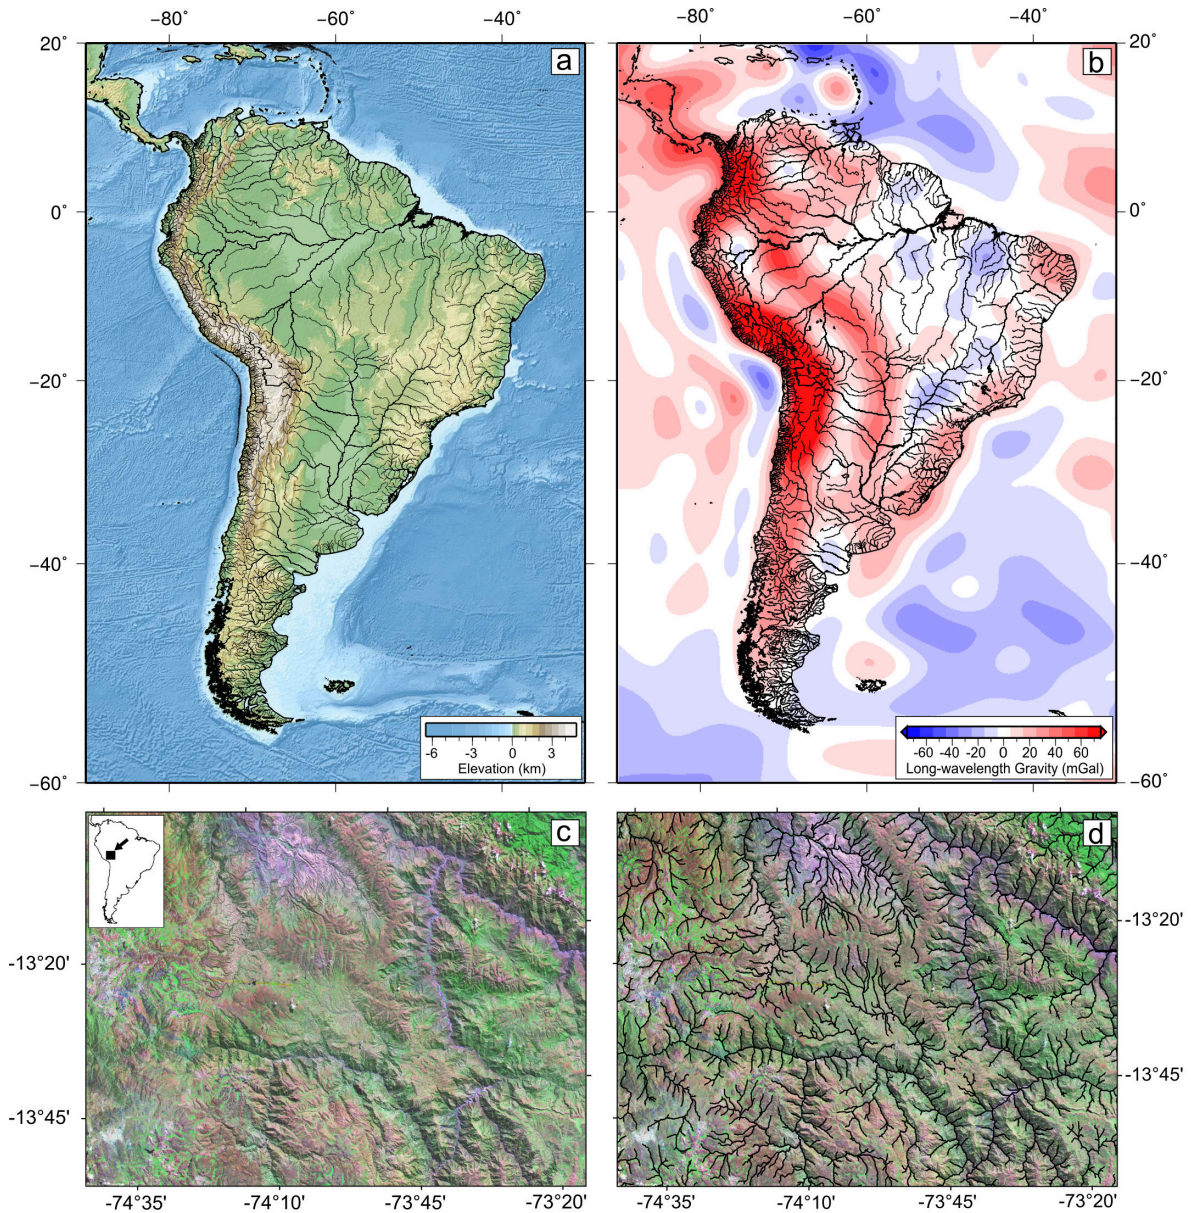 −80° −60° −40° −80° −60° −40°
20° a b 20°
0° 0°
−20° −20°
−40° −40°
−60° −60°
−6 −3 0 3
Elevation (km)
−60 −40 −20 0 20 40 60
Long-wavelength Gravity (mGal)
c d
-13°20' -13°20'
-13°45' -13°45'
-74°35' -74°10' -73°45' -73°20' -74°35' -74°10' -73°45' -73°20'